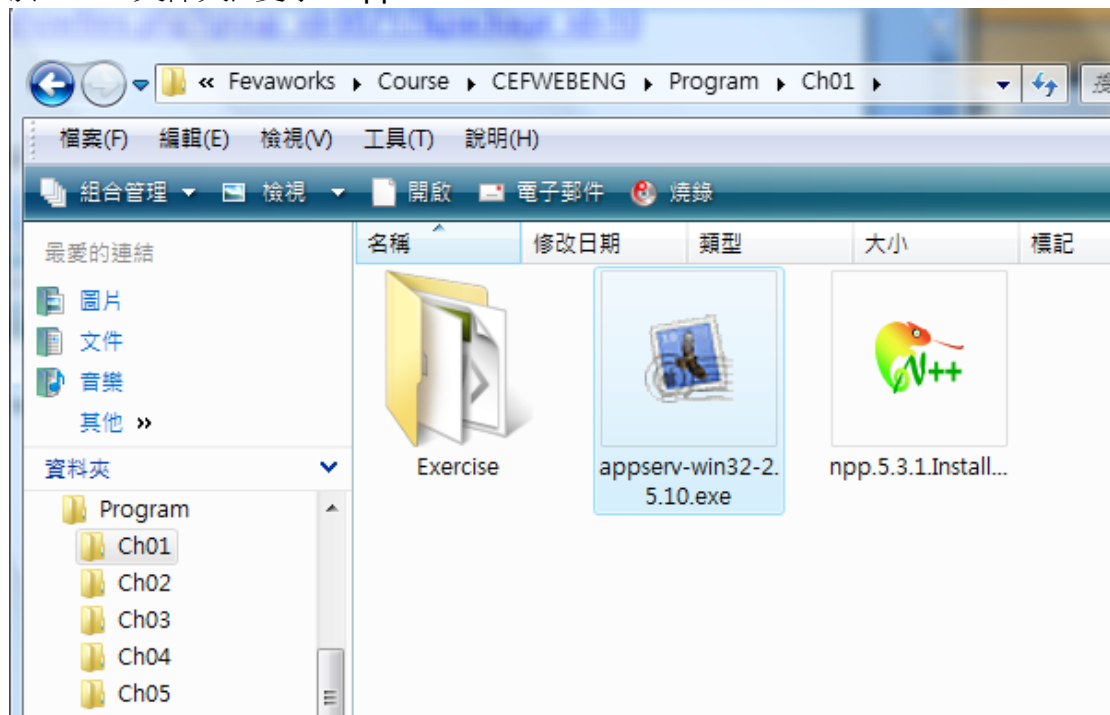 « Fevaworks ▸ Course ▸ CEFWEBENG ▸ Program ▸ Ch01 ▸
檔案(F) 編輯(E) 檢視(V) 工具(T) 說明(H)
組合管理 檢視 開啟 電子郵件 燒錄
最愛的連結
圖片
文件
音樂
其他 »
資料夾
Program
Ch01
Ch02
Ch03
Ch04
Ch05
名稱 修改日期 類型 大小 標記
Exercise
appserv-win32-2.
5.10.exe
N++
npp.5.3.1.Install...